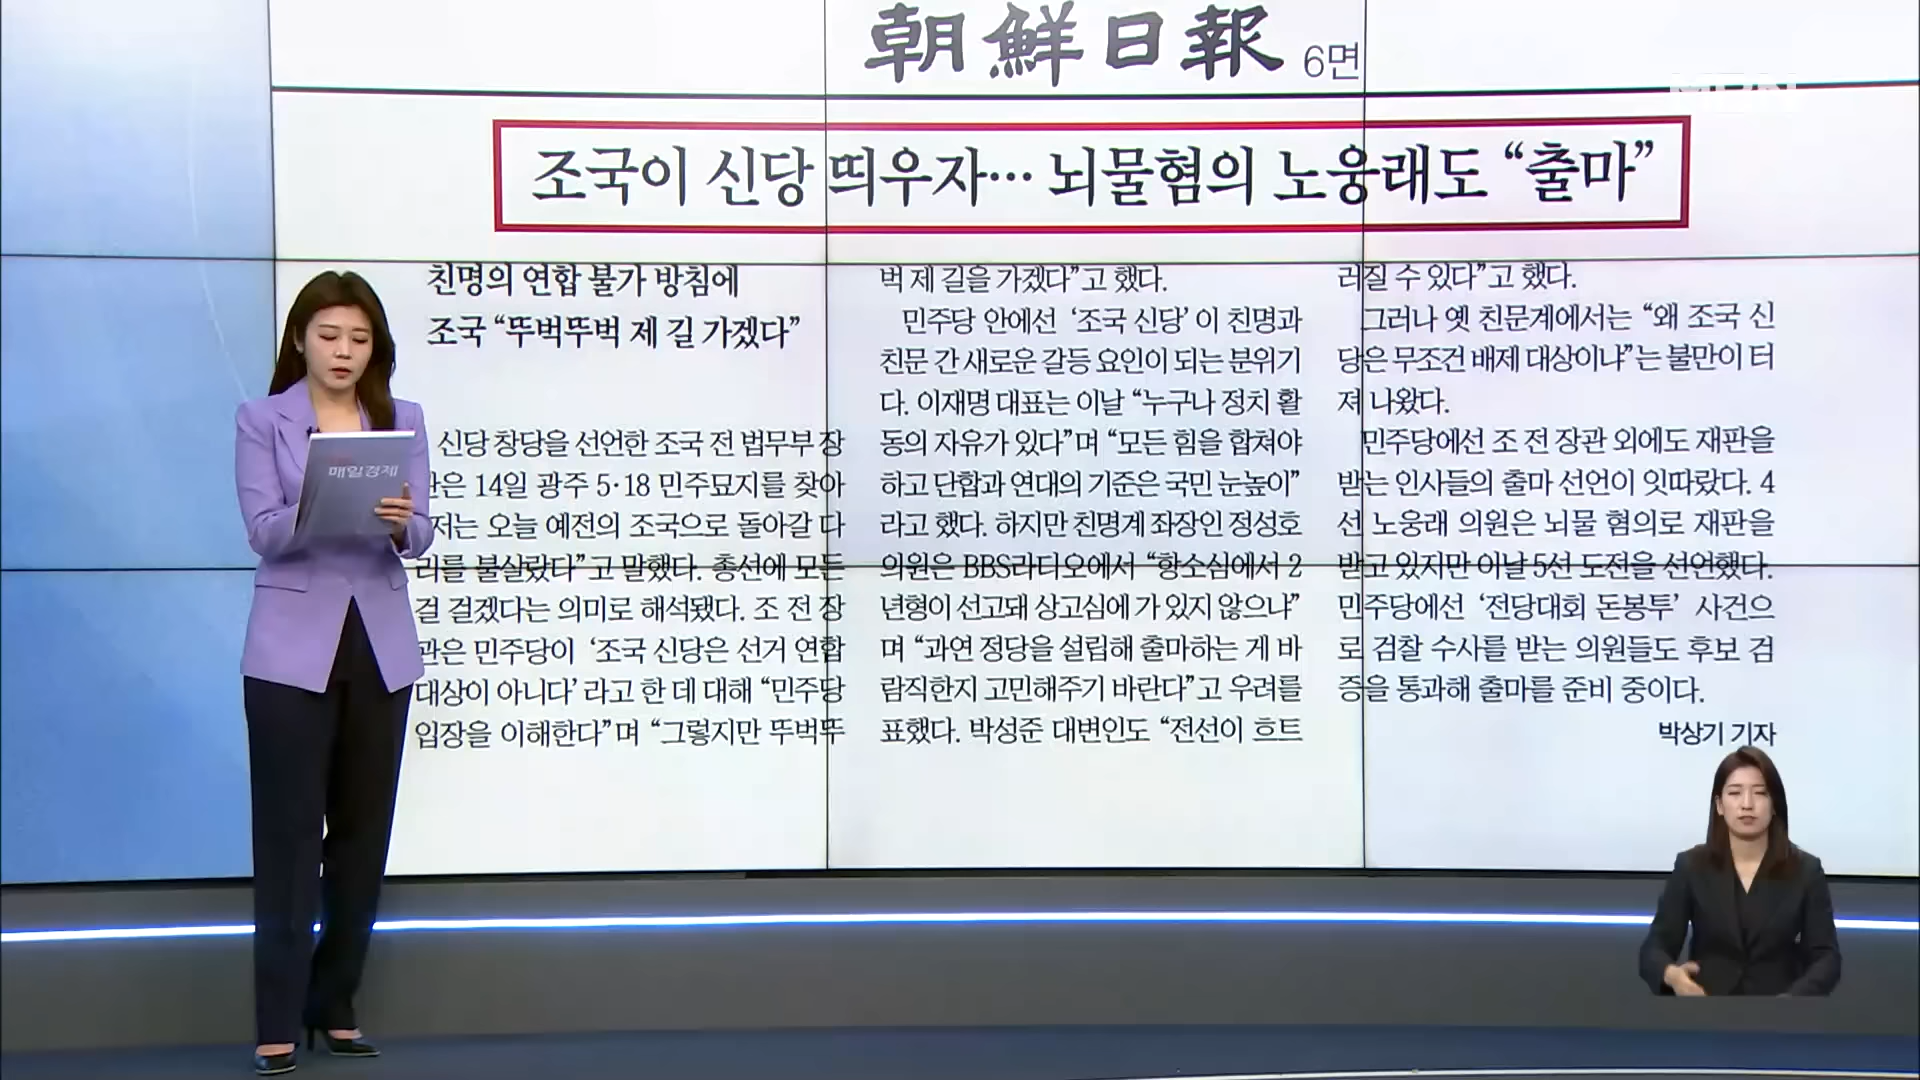 朝鮮日報 6면
MBN
조국이 신당 띄우자… 뇌물혐의 노웅래도 “출마”
친명의 연합 불가 방침에
조국 “뚜벅뚜벅 제 길 가겠다”
신당 창당을 선언한 조국 전 법무부 장
관은 14일 광주 5·18 민주묘지를 찾아
저는 오늘 예전의 조국으로 돌아갈 다
리를 불살랐다”고 말했다. 총선에 모든
걸 걸겠다는 의미로 해석됐다. 조 전 장
관은 민주당이 ‘조국 신당은 선거 연합
대상이 아니다’라고 한 데 대해 “민주당
입장을 이해한다”며 “그렇지만 뚜벅뚜
벅 제 길을 가겠다”고 했다.
민주당 안에선 ‘조국 신당’이 친명과
친문 간 새로운 갈등 요인이 되는 분위기
다. 이재명 대표는 이날 “누구나 정치 활
동의 자유가 있다”며 “모든 힘을 합쳐야
하고 단합과 연대의 기준은 국민 눈높이”
라고 했다. 하지만 친명계 좌장인 정성호
의원은 BBS라디오에서 “항소심에서 2
년형이 선고돼 상고심에 가 있지 않으냐”
며 “과연 정당을 설립해 출마하는 게 바
람직한지 고민해주기 바란다”고 우려를
표했다. 박성준 대변인도 “전선이 흐트
러질 수 있다”고 했다.
그러나 옛 친문계에서는 “왜 조국 신
당은 무조건 배제 대상이냐”는 불만이 터
져 나왔다.
민주당에선 조 전 장관 외에도 재판을
받는 인사들의 출마 선언이 잇따랐다. 4
선 노웅래 의원은 뇌물 혐의로 재판을
받고 있지만 이날 5선 도전을 선언했다.
민주당에선 ‘전당대회 돈봉투’ 사건으
로 검찰 수사를 받는 의원들도 후보 검
증을 통과해 출마를 준비 중이다.
박상기 기자
매일경제